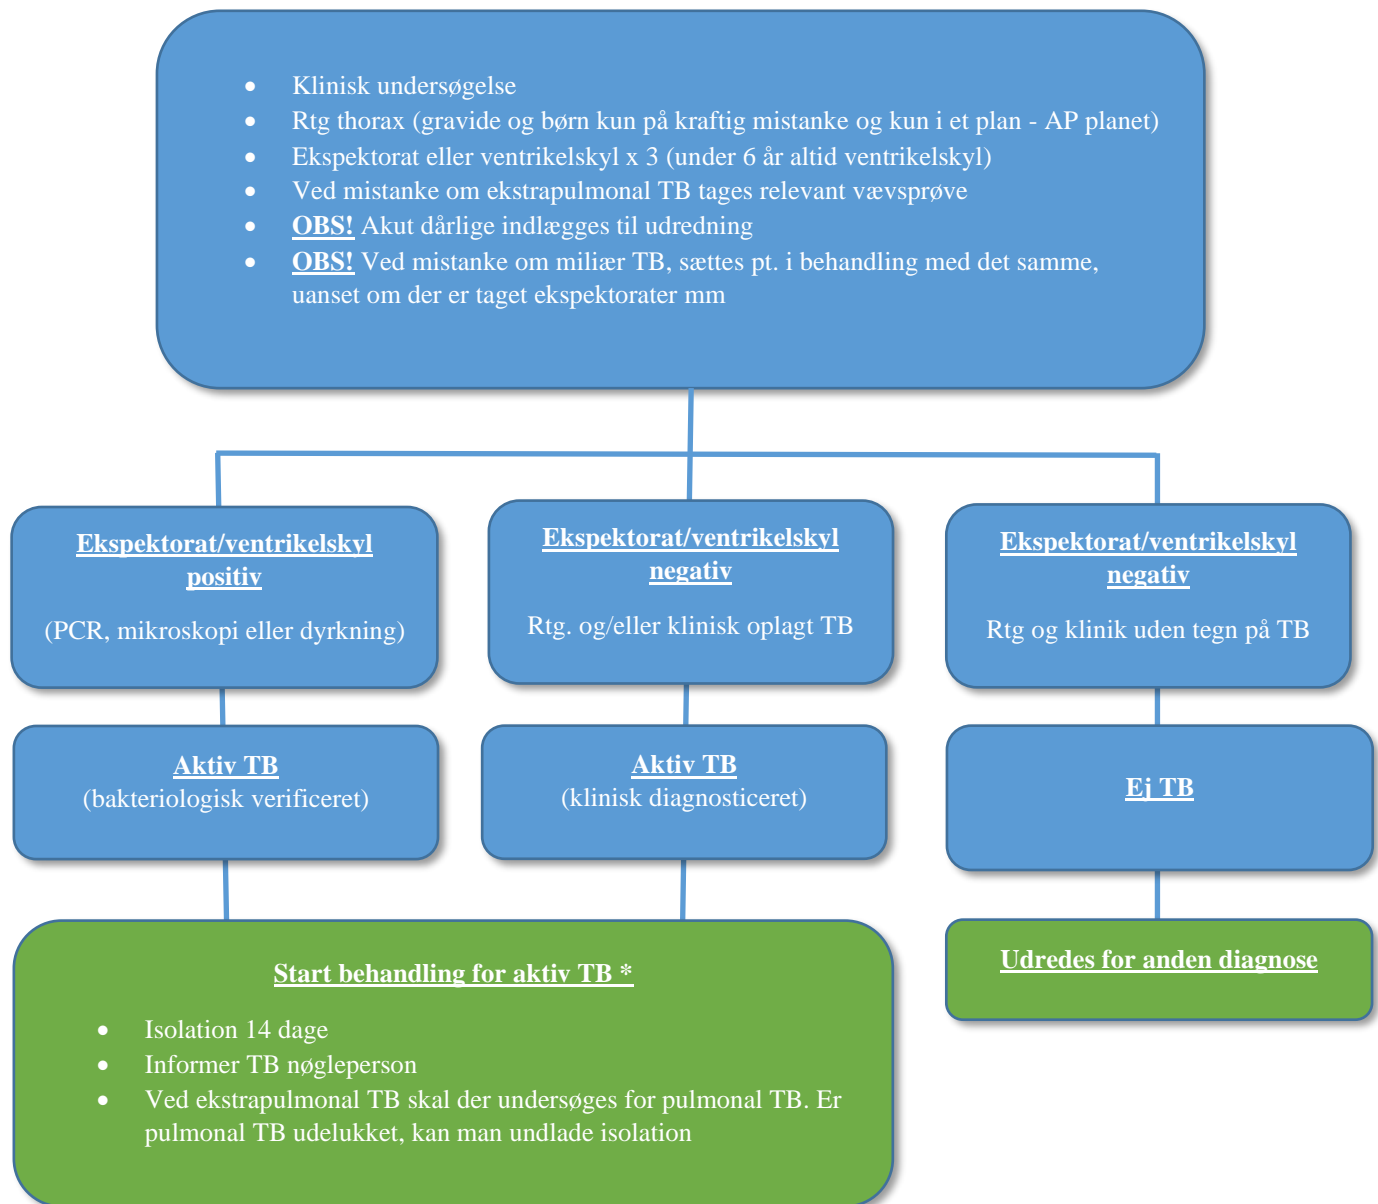 Klinisk undersøgelse
Rtg thorax (gravide og børn kun på kraftig mistanke og kun i et plan - AP planet)
Ekspektorat eller ventrikelskyl x 3 (under 6 år altid ventrikelskyl)
Ved mistanke om ekstrapulmonal TB tages relevant vævsprøve
OBS! Akut dårlige indlægges til udredning
OBS! Ved mistanke om miliær TB, sættes pt. i behandling med det samme,
uanset om der er taget ekspektorater mm
Ekspektorat/ventrikelskyl
positiv
(PCR, mikroskopi eller dyrkning)
Ekspektorat/ventrikelskyl
negativ
Rtg. og/eller klinisk oplagt TB
Ekspektorat/ventrikelskyl
negativ
Rtg og klinik uden tegn på TB
Aktiv TB
(bakteriologisk verificeret)
Aktiv TB
(klinisk diagnosticeret)
Ej TB
Start behandling for aktiv TB *
Isolation 14 dage
Informer TB nøgleperson
Ved ekstrapulmonal TB skal der undersøges for pulmonal TB. Er
pulmonal TB udelukket, kan man undlade isolation
Udredes for anden diagnose